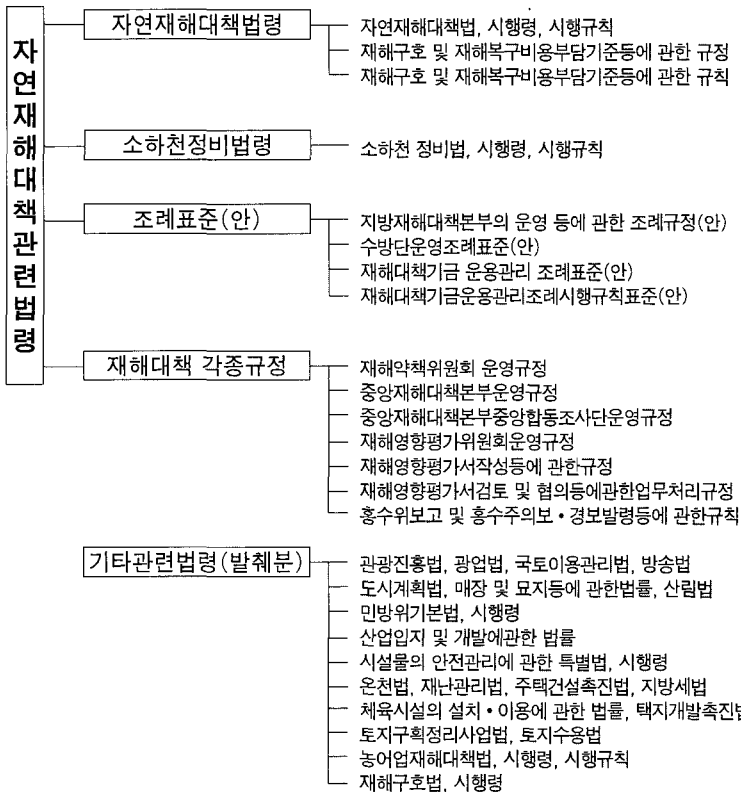 자연재해대책관련법령
자연재해대책법령
자연재해대책법, 시행령, 시행규칙
재해구호 및 재해복구비용부담기준등에 관한 규정
재해구호 및 재해복구비용부담기준등에 관한 규칙
소하천정비법령
소하천 정비법, 시행령, 시행규칙
조례표준(안)
지방재해대책본부의 운영 등에 관한 조례규정(안)
수방단운영조례표준(안)
재해대책기금 운용관리 조례표준(안)
재해대책기금운용관리조례시행규칙표준(안)
재해대책 각종규정
재해약책위원회 운영규정
중앙재해대책본부운영규정
중앙재해대책본부중앙합동조사단운영규정
재해영향평가위원회운영규정
재해영향평가서작성등에 관한규정
재해영향평가서검토 및 협의등에관한업무처리규정
홍수위보고 및 홍수주의보•경보발령등에 관한규칙
기타관련법령(발췌분)
관광진흥법, 광업법, 국토이용관리법, 방송법
도시계획법, 매장 및 묘지등에 관한법률, 산림법
민방위기본법, 시행령
산업입지 및 개발에관한 법률
시설물의 안전관리에 관한 특별법, 시행령
온천법, 재난관리법, 주택건설촉진법, 지방세법
체육시설의 설치•이용에 관한 법률, 택지개발촉진법
토지구획정리사업법, 토지수용법
농어업재해대책법, 시행령, 시행규칙
재해구호법, 시행령